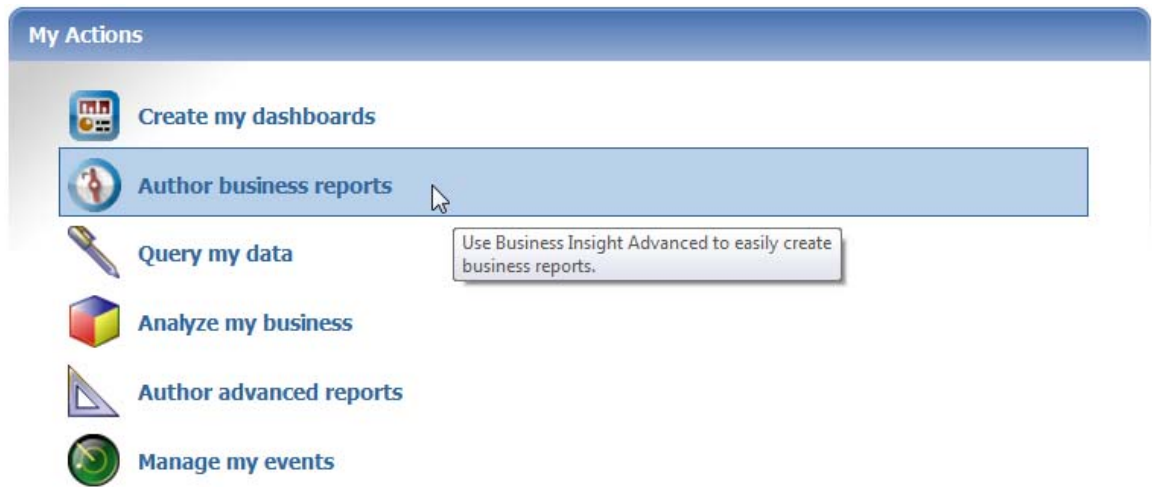 My Actions
Create my dashboards
Author business reports
Query my data
Use Business Insight Advanced to easily create
business reports.
Analyze my business
Author advanced reports
Manage my events